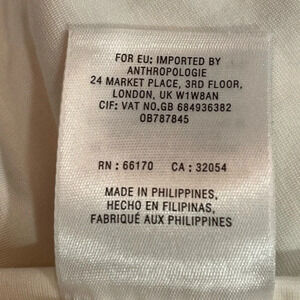 FOR EU: IMPORTED BY
ANTHROPOLOGIE
24 MARKET PLACE, 3RD FLOOR,
LONDON, UK W1W8AN
CIF: VAT NO.GB 684936382
OB787845
RN : 66170 CA : 32054
MADE IN PHILIPPINES,
HECHO EN FILIPINAS,
FABRIQUÉ AUX PHILIPPINES